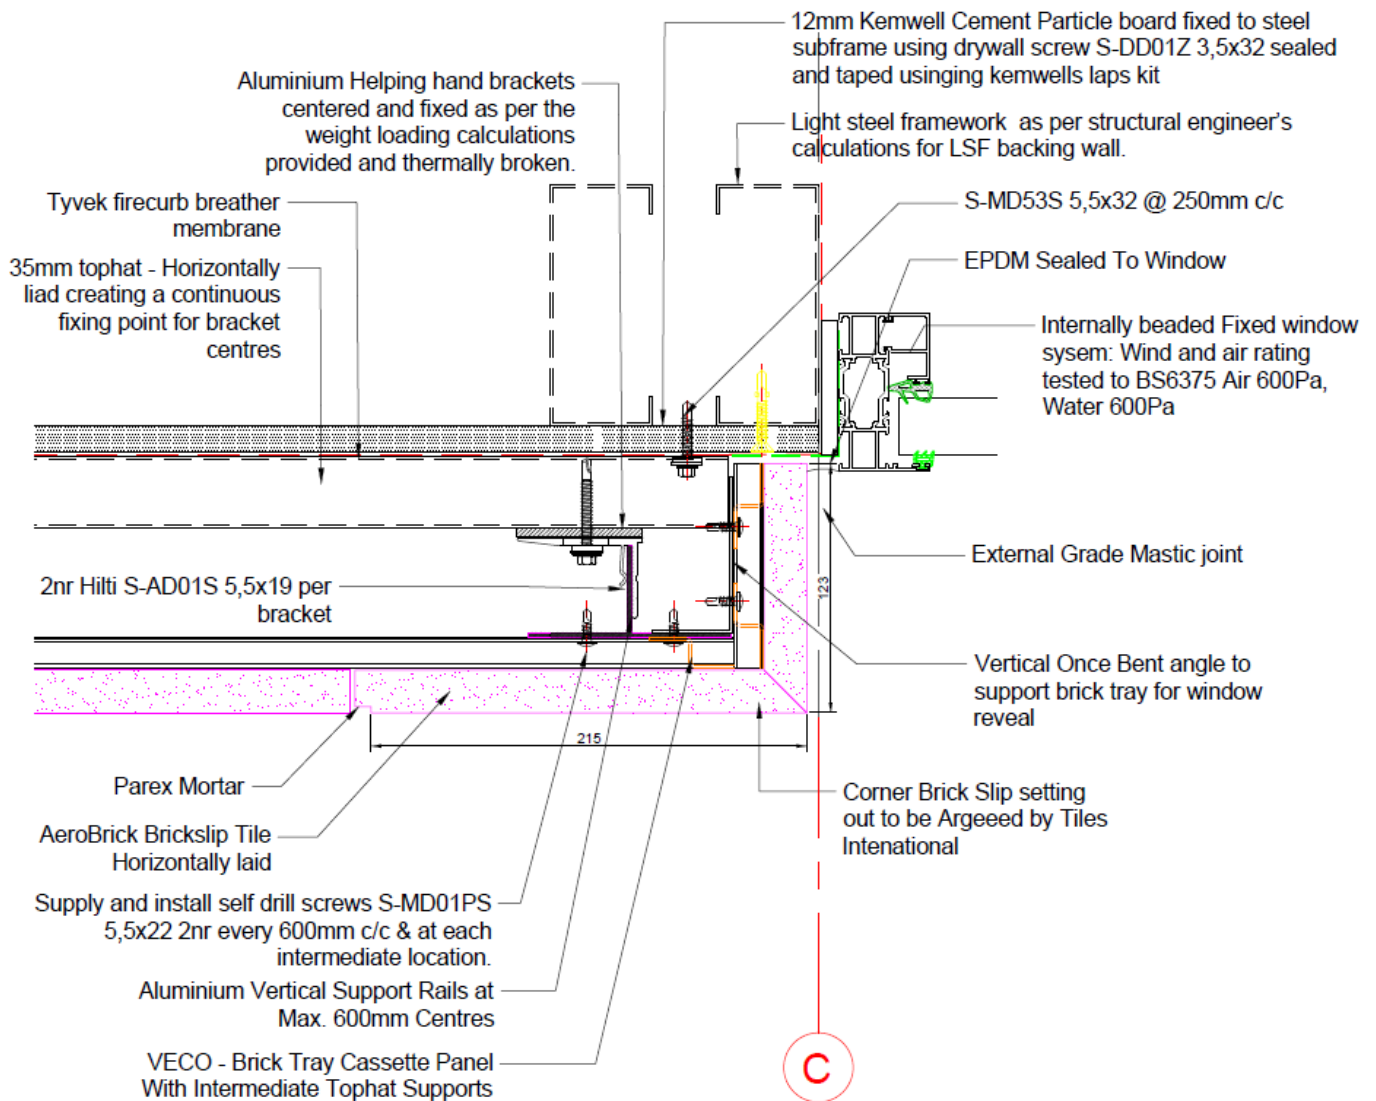 12mm Kemwell Cement Particle board fixed to steel
subframe using drywall screw S-DD01Z 3,5x32 sealed
and taped usinging kemwells laps kit
Aluminium Helping hand brackets
centered and fixed as per the
weight loading calculations
provided and thermally broken.
Light steel framework as per structural engineer's
calculations for LSF backing wall.
Tyvek firecurb breather
membrane
S-MD53S 5,5x32 @ 250mm c/c
35mm tophat - Horizontally
liad creating a continuous
fixing point for bracket
centres
EPDM Sealed To Window
Internally beaded Fixed window
sysem: Wind and air rating
tested to BS6375 Air 600Pa,
Water 600Pa
External Grade Mastic joint
2nr Hilti S-AD01S 5,5x19 per
bracket
123
Vertical Once Bent angle to
support brick tray for window
reveal
215
Parex Mortar
Corner Brick Slip setting
out to be Argeeed by Tiles
Intenational
AeroBrick Brickslip Tile
Horizontally laid
Supply and install self drill screws S-MD01PS
5,5x22 2nr every 600mm c/c & at each
intermediate location.
Aluminium Vertical Support Rails at
Max. 600mm Centres
VECO - Brick Tray Cassette Panel
With Intermediate Tophat Supports
C